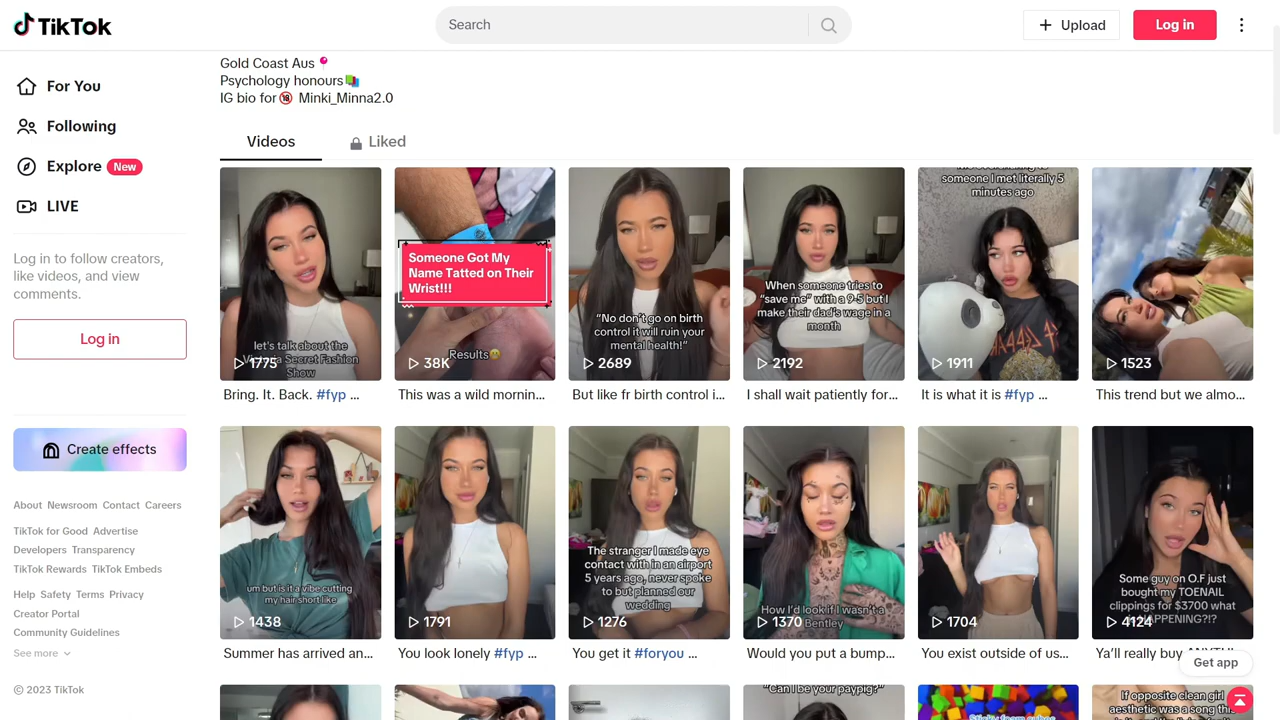 TikTok
Search
Upload
Log in
For You
Following
Explore New
LIVE
Log in to follow creators,
like videos, and view
comments.
Log in
Create effects
About Newsroom Contact Careers
TikTok for Good Advertise
Developers Transparency
TikTok Rewards TikTok Embeds
Help Safety Terms Privacy
Creator Portal
Community Guidelines
See more
© 2023 TikTok
Gold Coast Aus
Psychology honours
IG bio for 🔞 Minki_Minna2.0
Videos
Liked
let's talk about the
Victoria Secret Fashion
Show
1775
Bring. It. Back. #fyp ...
Someone Got My
Name Tatted on Their
Wrist!!!
Results
38K
This was a wild mornin...
"No don't go on birth
control it will ruin your
mental health!"
2689
But like fr birth control i...
When someone tries to
"save me" with a 9-5 but I
make their dad's wage in a
month
2192
I shall wait patiently for...
someone I met literally 5
minutes ago
1911
It is what it is #fyp ...
1523
This trend but we almo...
um but is it a vibe cutting
my hair short like
1438
Summer has arrived an...
1791
You look lonely #fyp ...
The stranger I made eye
contact with in an airport
5 years ago, never spoke
to but planned our
wedding
1276
You get it #foryou ...
How I'd look if I wasn't a
Bentley
1370
Would you put a bump...
1704
You exist outside of us...
Some guy on O.F just
bought my TOENAIL
clippings for $3700 what
is HAPPENING?!?
4124
Ya'll really buy
Get app
"Can I be your paypig?"
If opposite clean girl
aesthetic was a song